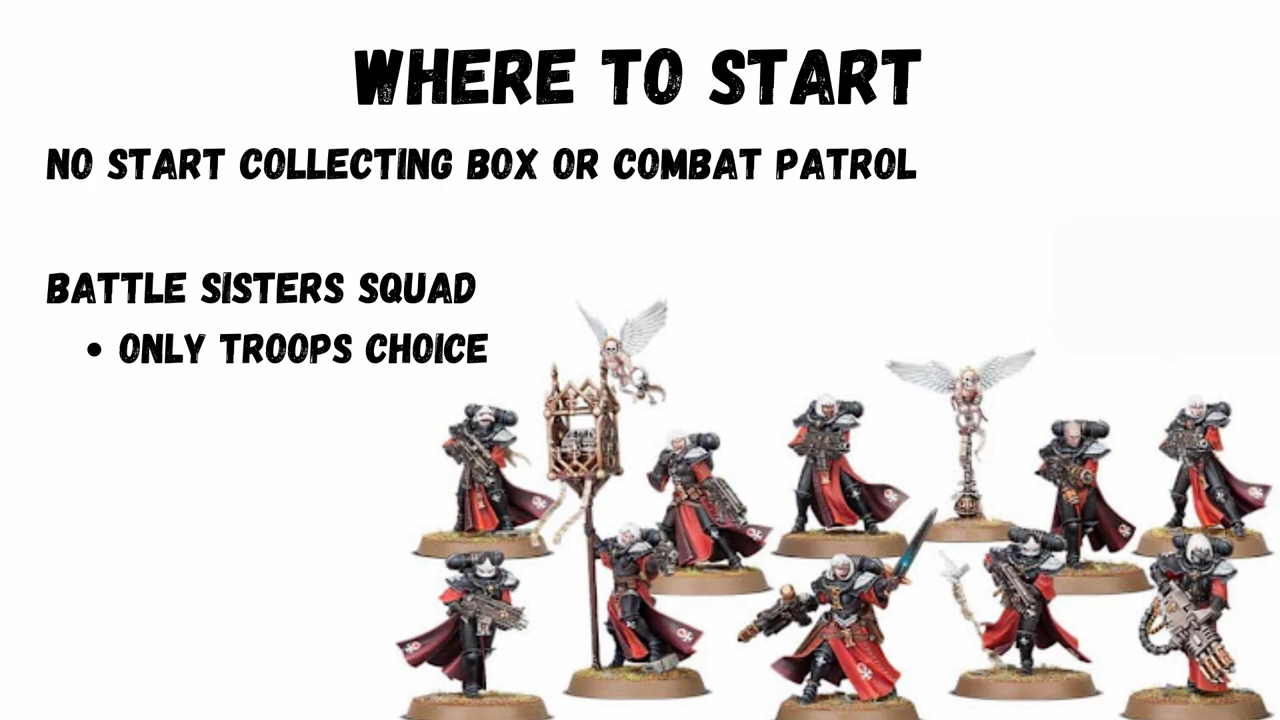 WHERE TO START
NO START COLLECTING BOX OR COMBAT PATROL
BATTLE SISTERS SQUAD
• ONLY TROOPS CHOICE